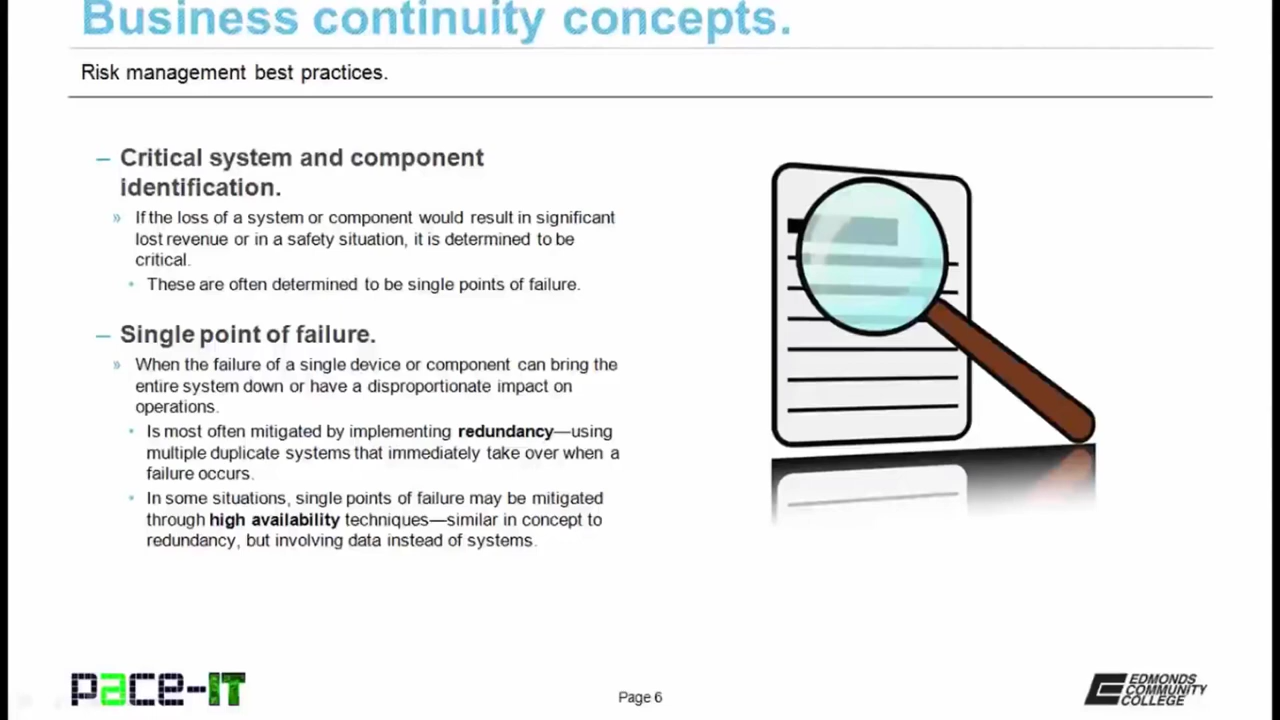 Business continuity concepts.
Risk management best practices.
– Critical system and component
identification.
» If the loss of a system or component would result in significant
lost revenue or in a safety situation, it is determined to be
critical.
• These are often determined to be single points of failure.
– Single point of failure.
» When the failure of a single device or component can bring the
entire system down or have a disproportionate impact on
operations.
• Is most often mitigated by implementing redundancy—using
multiple duplicate systems that immediately take over when a
failure occurs.
• In some situations, single points of failure may be mitigated
through high availability techniques—similar in concept to
redundancy, but involving data instead of systems.
pace-IT
Page 6
EDMONDS
COMMUNITY
COLLEGE